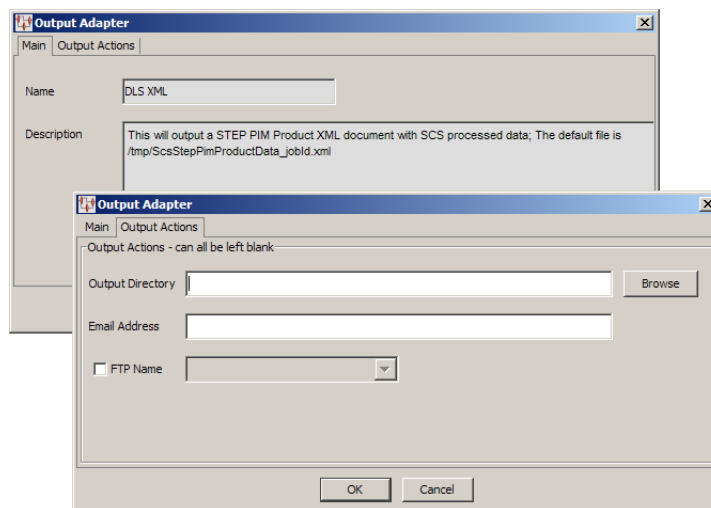 Output Adapter
Main Output Actions
Name DLS XML
Description This will output a STEP PIM Product XML document with SCS processed data; The default file is
/tmp/ScsStepPimProductData_jobId.xml
Output Adapter
Main Output Actions
Output Actions - can all be left blank
Output Directory Browse
Email Address
FTP Name
OK Cancel